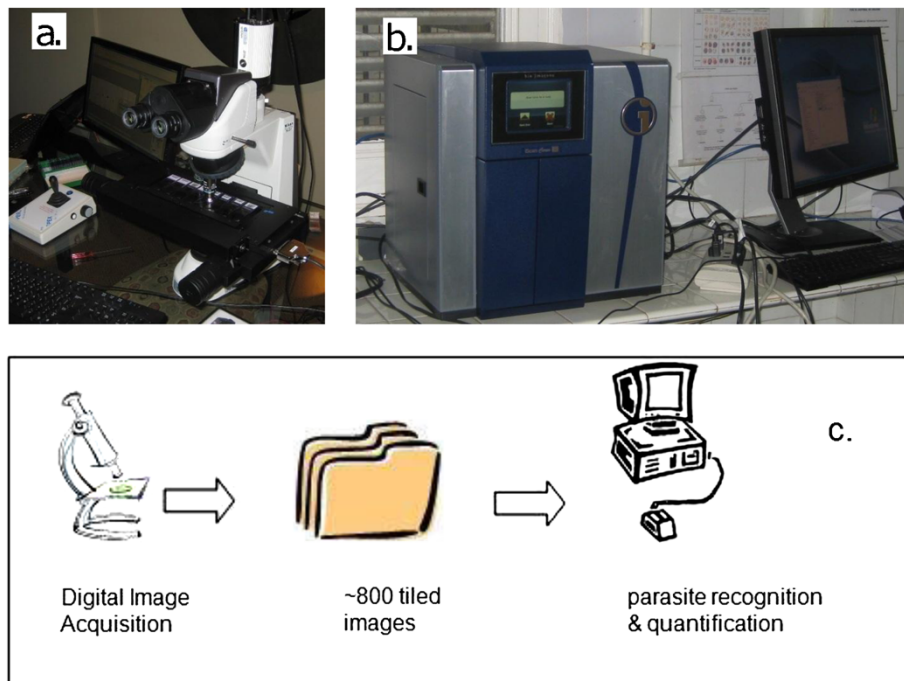 a.
b.
c.
Digital Image
Acquisition
~800 tiled
images
parasite recognition
& quantification